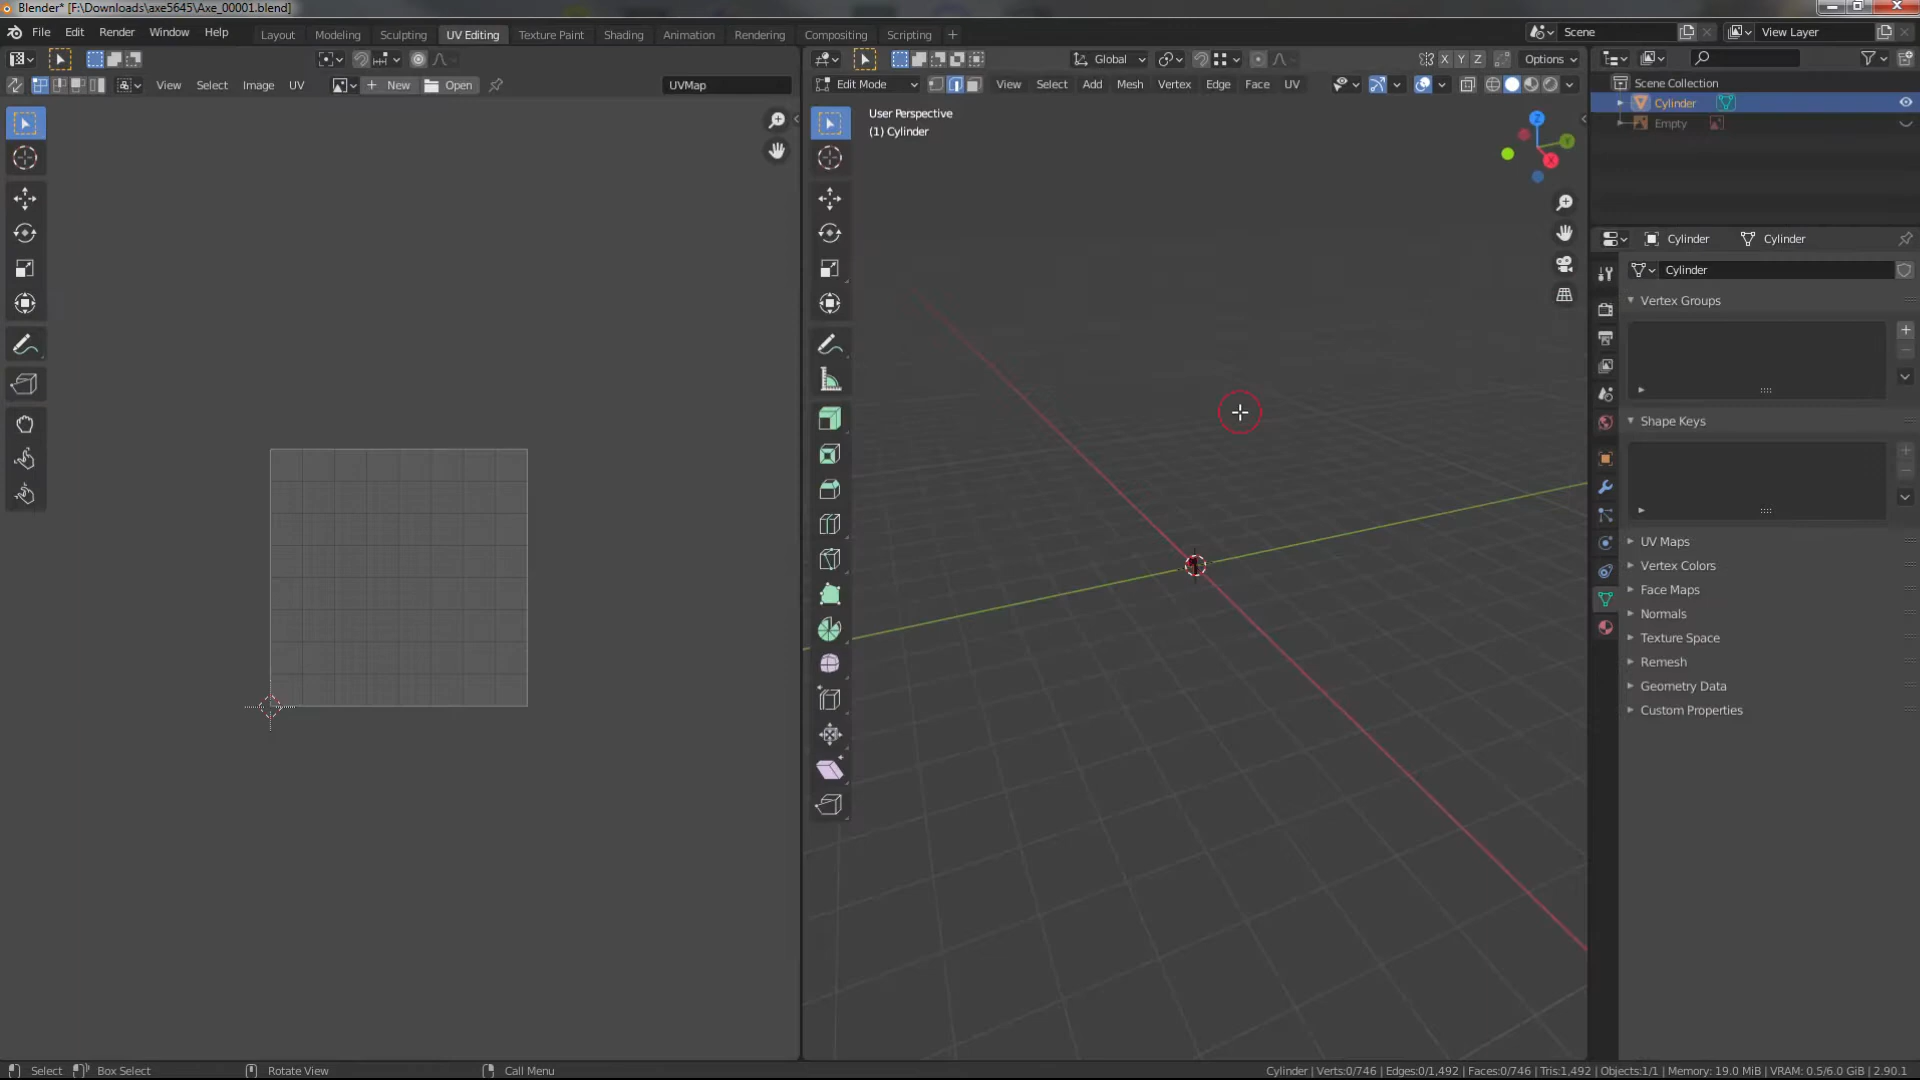 Blender* [F:\Downloads\axe5645\Axe_00001.blend]
File Edit Render Window Help Layout Modeling Sculpting UV Editing Texture Paint Shading Animation Rendering Compositing Scripting + Scene View Layer
Global X Y Z Options
View Select Image UV New Open UVMap Edit Mode View Select Add Mesh Vertex Edge Face UV
Scene Collection
Cylinder
Empty
User Perspective
(1) Cylinder
Z
Y
X
Cylinder Cylinder
Cylinder
Vertex Groups
Shape Keys
UV Maps
Vertex Colors
Face Maps
Normals
Texture Space
Remesh
Geometry Data
Custom Properties
Select Box Select Rotate View Call Menu Cylinder | Verts:0/746 | Edges:0/1,492 | Faces:0/746 | Tris:1,492 | Objects:1/1 | Memory: 19.0 MiB | VRAM: 0.5/6.0 GiB | 2.90.1